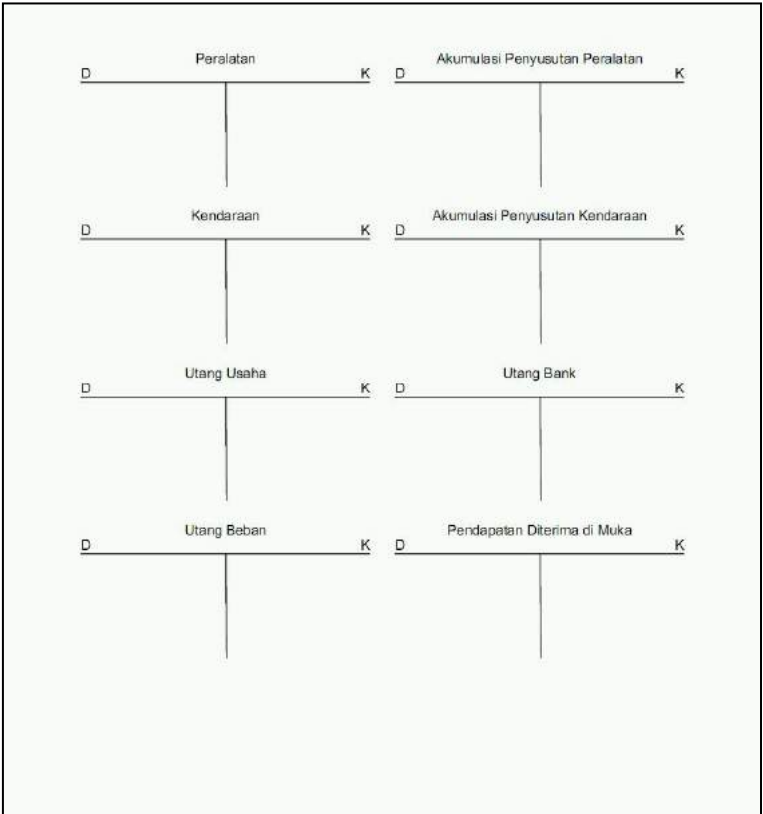 Peralatan
D K
Akumulasi Penyusutan Peralatan
D K
Kendaraan
D K
Akumulasi Penyusutan Kendaraan
D K
Utang Usaha
D K
Utang Bank
D K
Utang Beban
D K
Pendapatan Diterima di Muka
D K